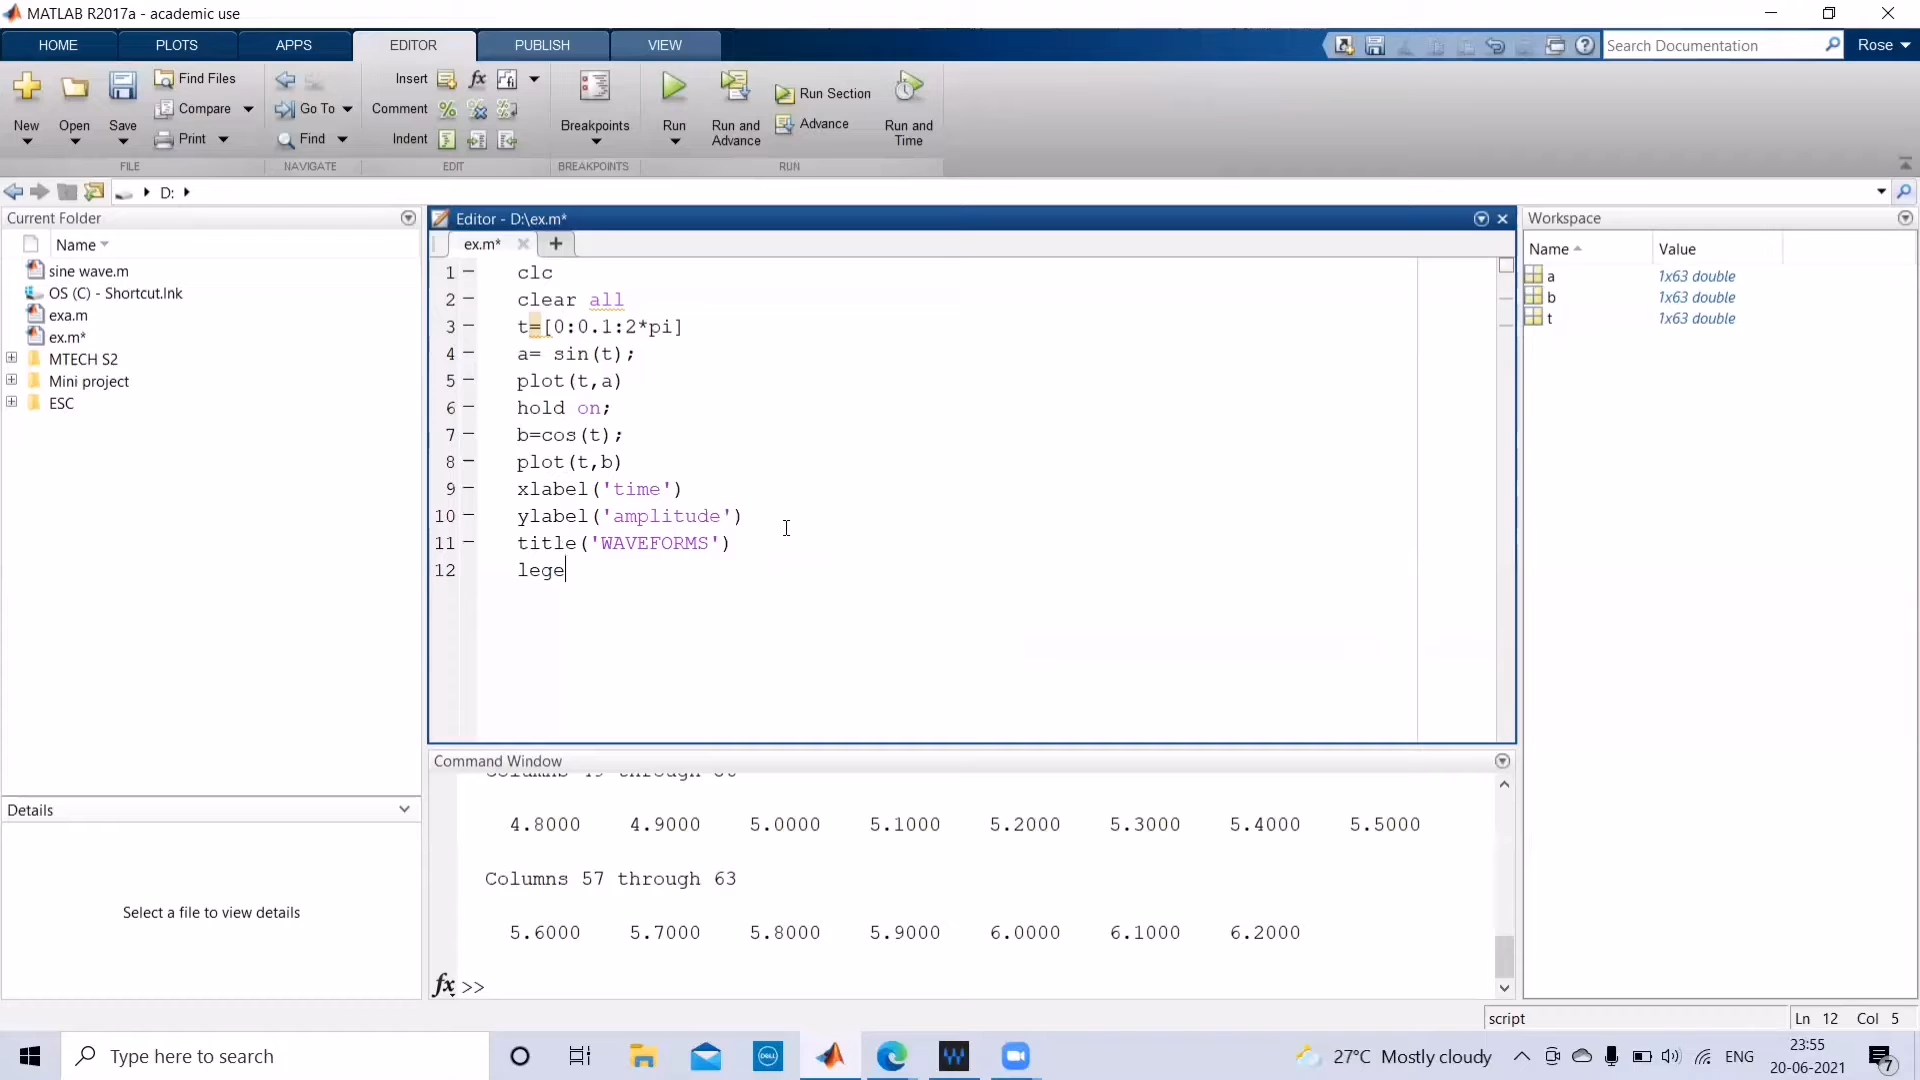 MATLAB R2017a - academic use
HOME PLOTS APPS EDITOR PUBLISH VIEW
Search Documentation
Rose
New Open Save
Find Files
Compare
Print
Go To
Find
Insert fx
Comment
Indent
Breakpoints
Run
Run and Advance
Run Section
Advance
Run and Time
FILE NAVIGATE EDIT BREAKPOINTS RUN
D:
Current Folder
Name
sine wave.m
OS (C) - Shortcut.lnk
exa.m
ex.m*
MTECH S2
Mini project
ESC
Details
Select a file to view details
Editor - D:\ex.m*
ex.m*
1 clc
2 clear all
3 t=[0:0.1:2*pi]
4 a= sin(t);
5 plot(t,a)
6 hold on;
7 b=cos(t);
8 plot(t,b)
9 xlabel('time')
10 ylabel('amplitude')
11 title('WAVEFORMS')
12 lege
Command Window
4.8000 4.9000 5.0000 5.1000 5.2000 5.3000 5.4000 5.5000
Columns 57 through 63
5.6000 5.7000 5.8000 5.9000 6.0000 6.1000 6.2000
fx >>
Workspace
Name Value
a 1x63 double
b 1x63 double
t 1x63 double
script Ln 12 Col 5
Type here to search
DELL
27°C Mostly cloudy
ENG
23:55
20-06-2021
7